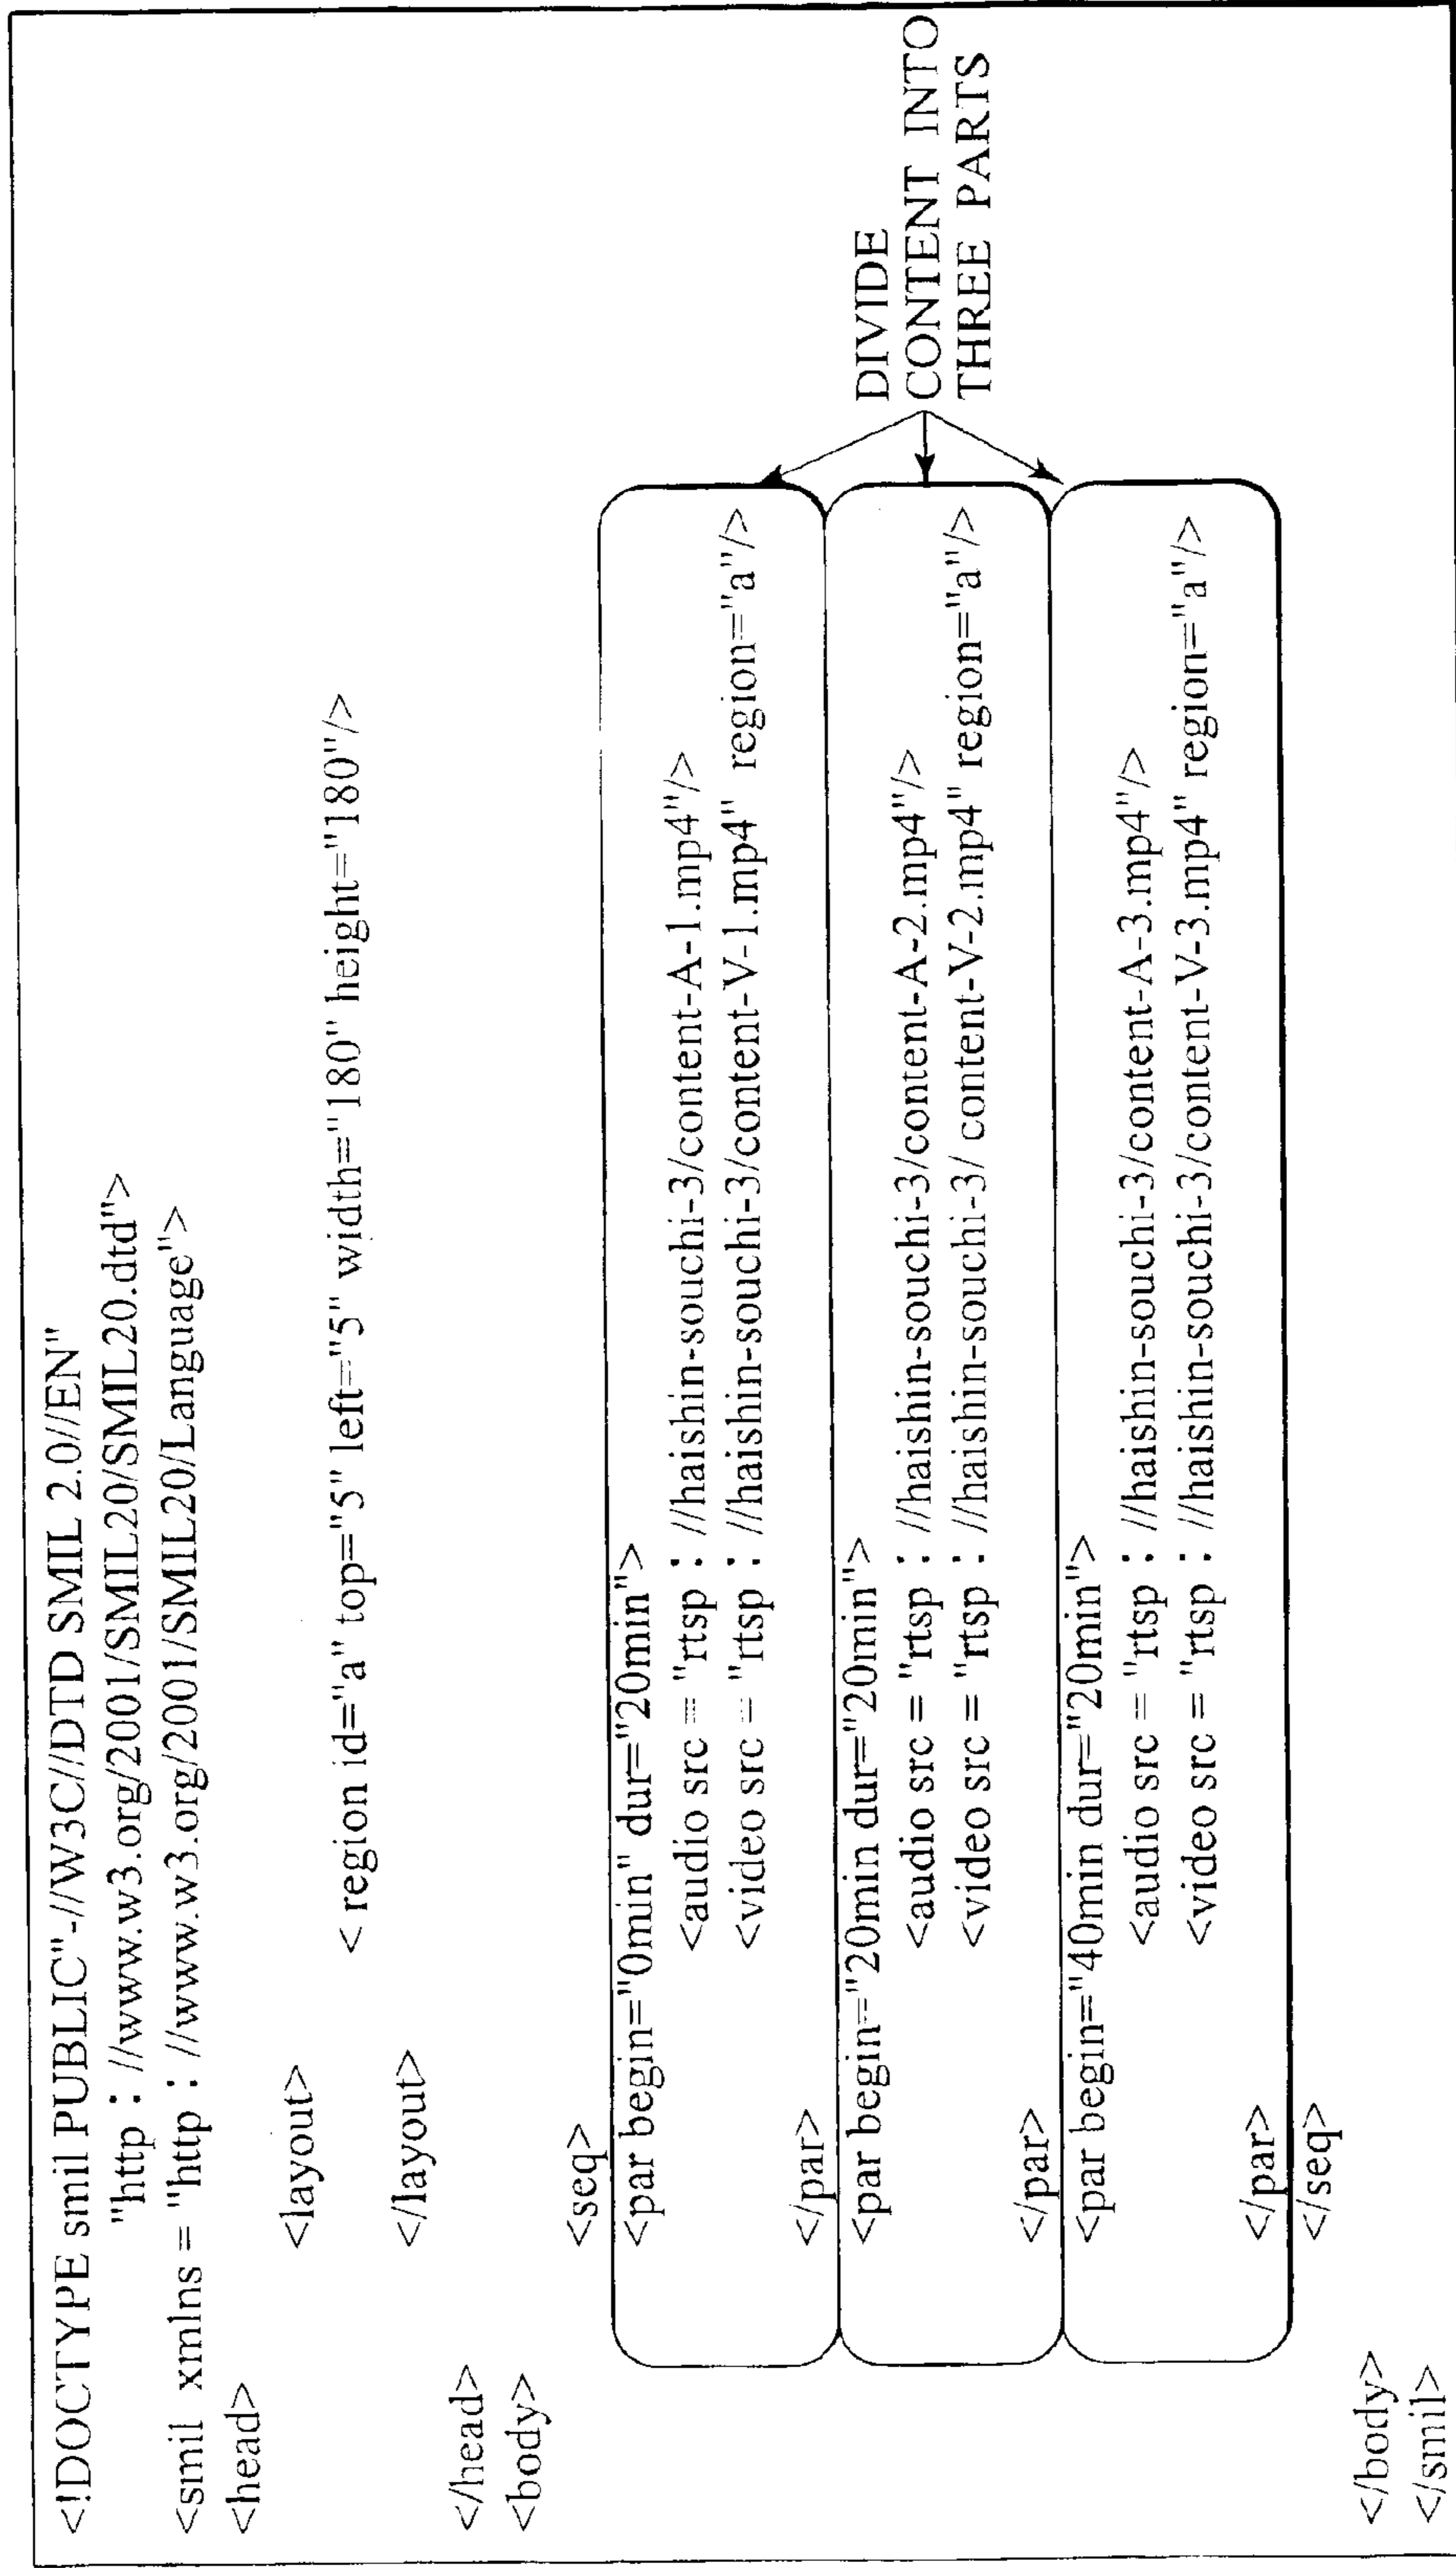 <!DOCTYPE smil PUBLIC"-//W3C//DTD SMIL 2.0//EN"
"http : //www.w3.org/2001/SMIL20/SMIL20.dtd">
<smil xmlns = "http : //www.w3.org/2001/SMIL20/Language">
<head>
<layout>
< region id="a" top="5" left="5" width="180" height="180"/>
</layout>
</head>
<body>
<seq>
<par begin="0min" dur="20min">
<audio src = "rtsp : //haishin-souchi-3/content-A-1.mp4"/>
<video src = "rtsp : //haishin-souchi-3/content-V-1.mp4" region="a"/>
</par>
<par begin="20min dur="20min">
<audio src = "rtsp : //haishin-souchi-3/content-A-2.mp4"/>
<video src = "rtsp : //haishin-souchi-3/ content-V-2.mp4" region="a"/>
</par>
<par begin="40min dur="20min">
<audio src = "rtsp : //haishin-souchi-3/content-A-3.mp4"/>
<video src = "rtsp : //haishin-souchi-3/content-V-3.mp4" region="a"/>
</par>
</seq>
</body>
</smil>
DIVIDE
CONTENT INTO
THREE PARTS